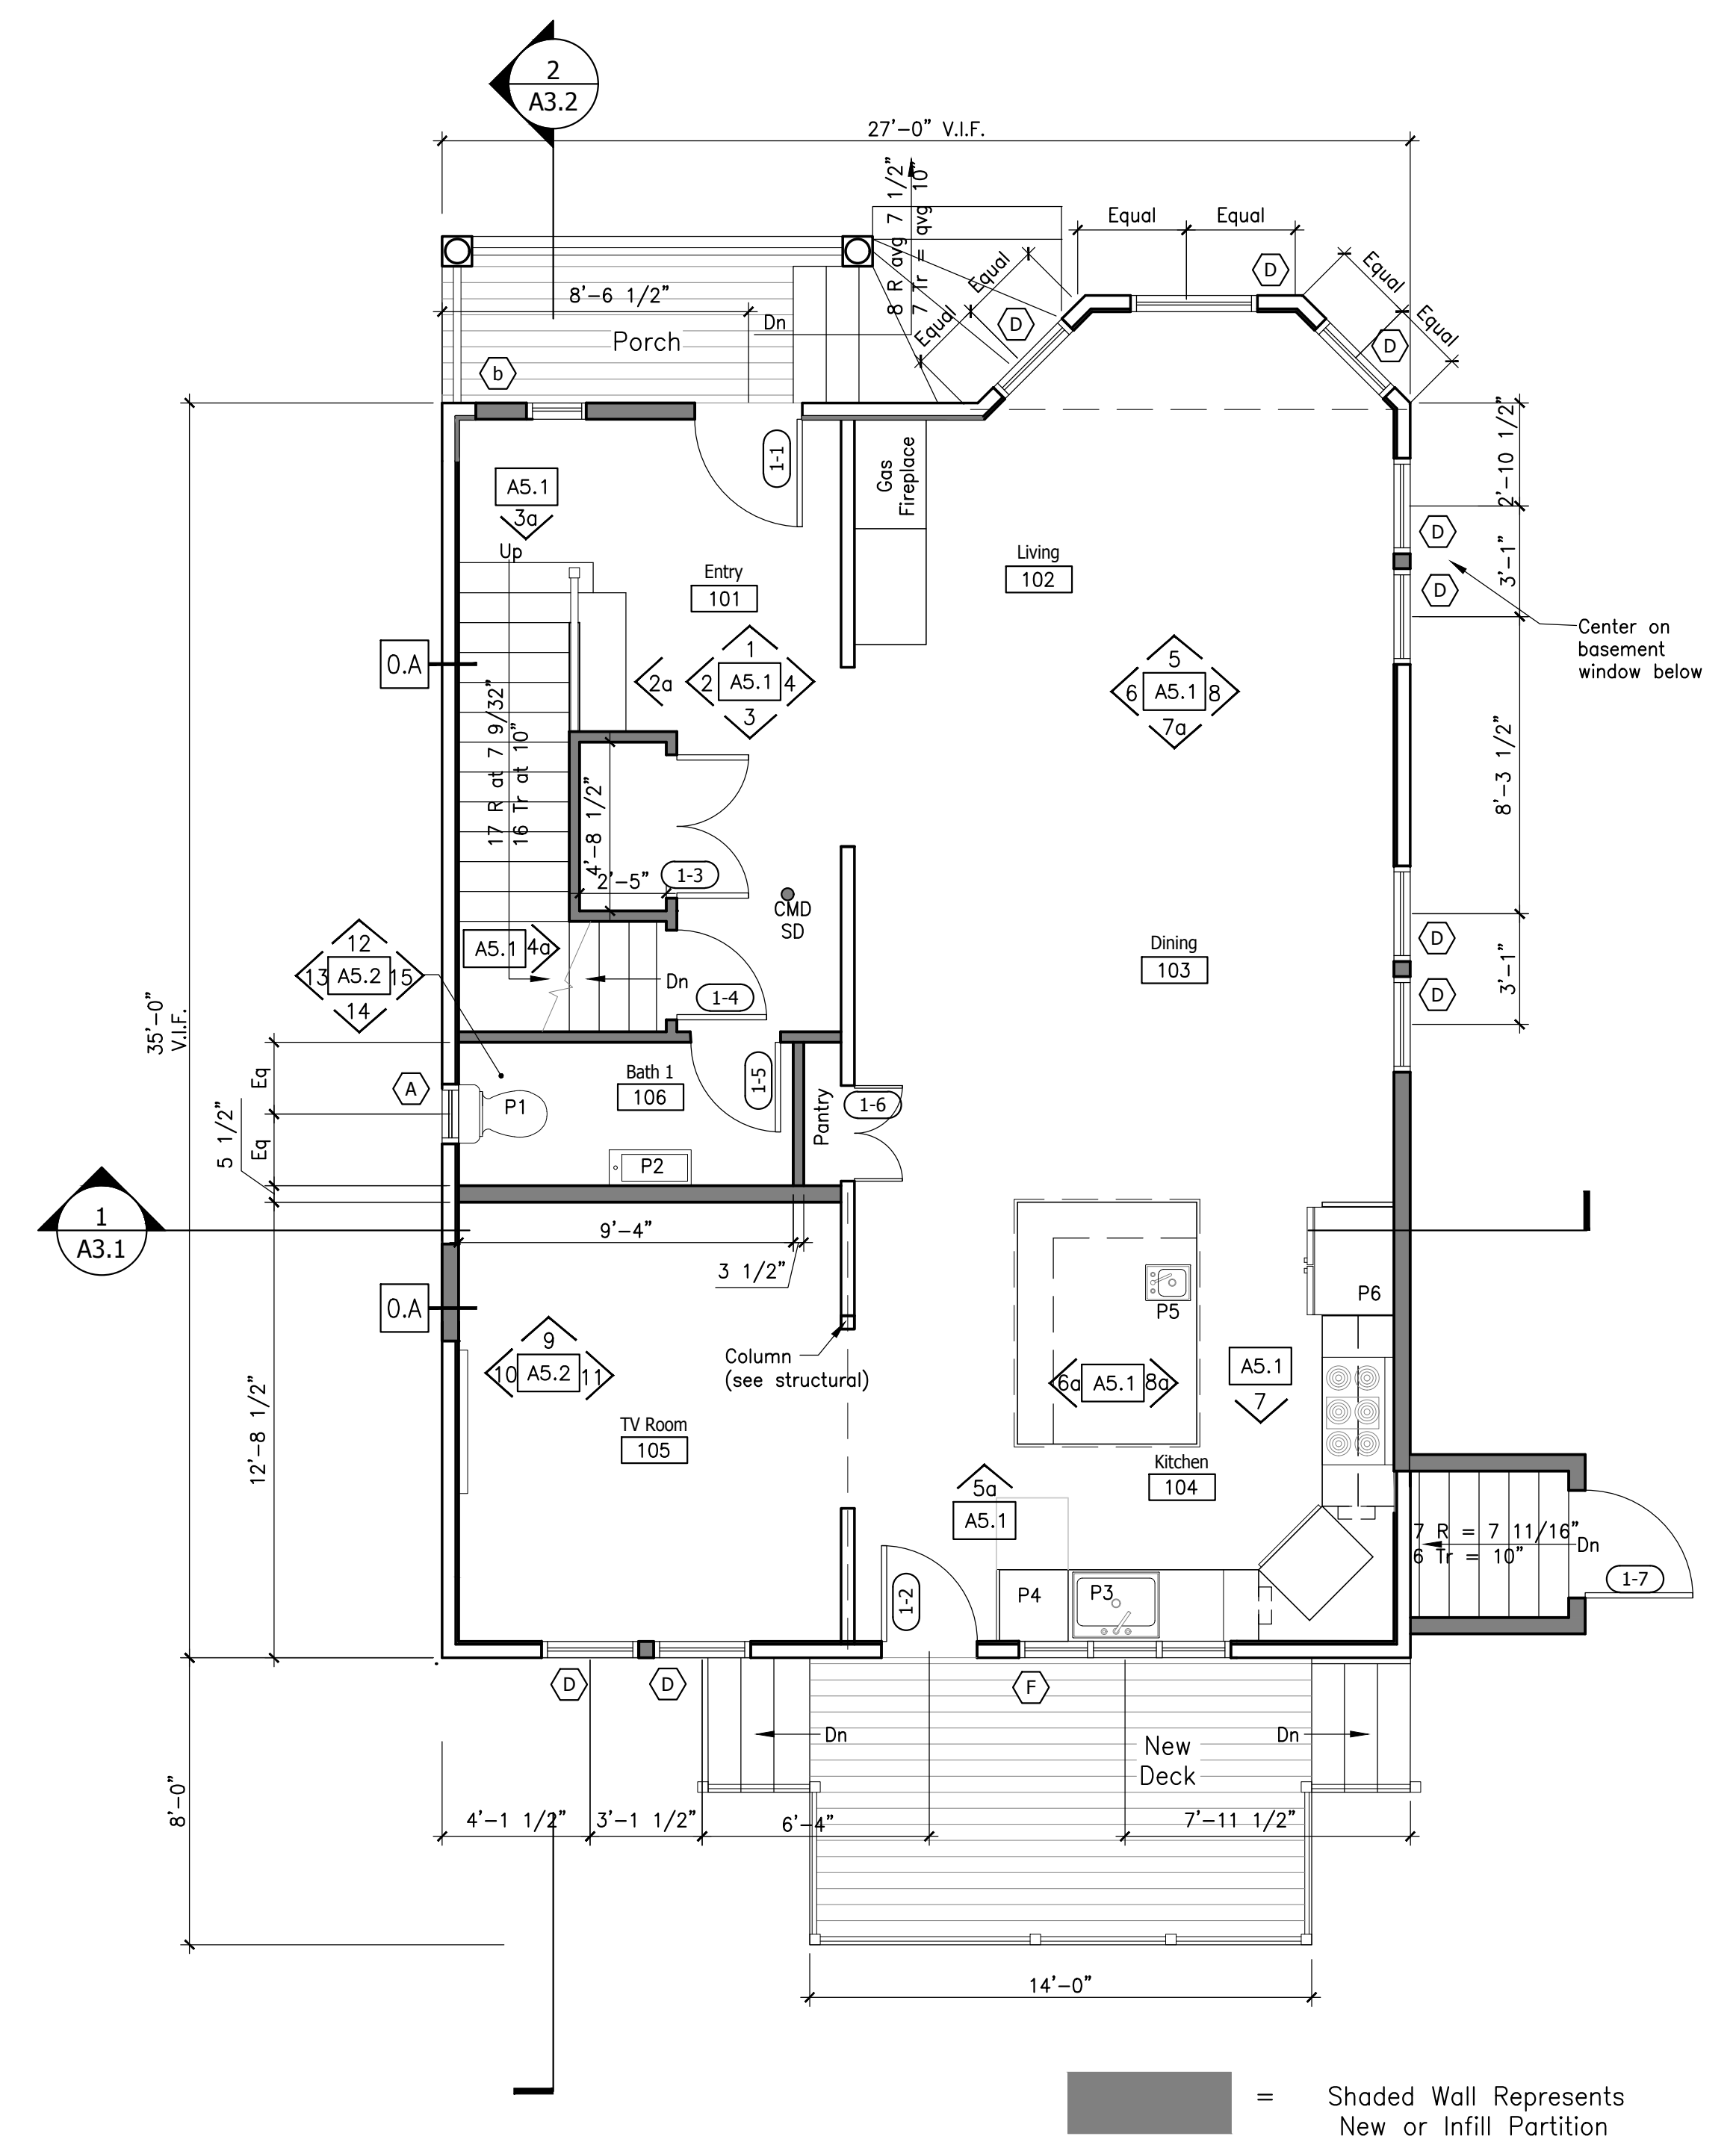 2
A3.2
27'-0" V.I.F.
8 R avg 7 1/2"
7 Tr = avg 10"
Equal
Equal
D
Equal
Equal
D
Equal
Equal
D
8'-6 1/2"
Dn
Porch
b
1-1
Gas
Fireplace
A5.1
3a
Up
Entry
101
Living
102
2'-10 1/2"
D
3'-1"
D
Center on
basement
window below
0.A
17 R at 7 9/32"
16 Tr at 10"
2a
1
2 A5.1 4
3
5
6 A5.1 8
7a
8'-3 1/2"
4'-8 1/2"
2'-5"
1-3
CMD
SD
A5.1 4a
Dn
1-4
12
13 A5.2 15
14
Dining
103
D
3'-1"
D
35'-0"
V.I.F.
Eq
Eq
5 1/2"
A
P1
Bath 1
106
1-5
P2
Pantry
1-6
1
A3.1
9'-4"
3 1/2"
P5
P6
0.A
9
10 A5.2 11
Column
(see structural)
6a A5.1 8a
A5.1
7
12'-8 1/2"
TV Room
105
Kitchen
104
5a
A5.1
7 R = 7 11/16"
6 Tr = 10"
Dn
1-7
1-2
P4
P3
D
D
F
Dn
Dn
New
Deck
8'-0"
4'-1 1/2"
3'-1 1/2"
6'-4"
7'-11 1/2"
14'-0"
= Shaded Wall Represents
New or Infill Partition